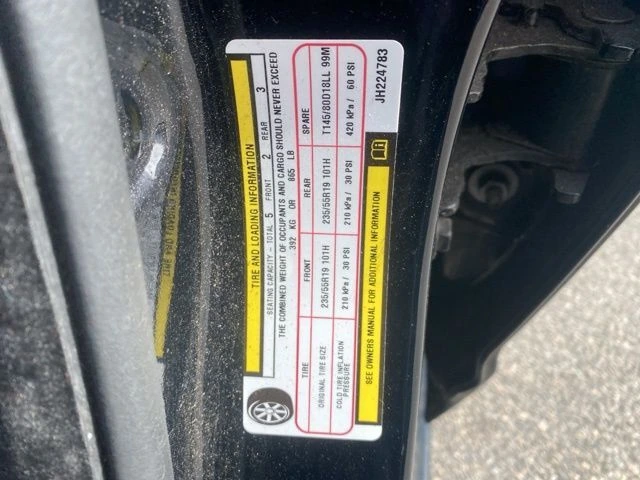 TIRE AND LOADING INFORMATION
SEATING CAPACITY - TOTAL 5 FRONT 2 REAR 3
THE COMBINED WEIGHT OF OCCUPANTS AND CARGO SHOULD NEVER EXCEED
392 KG OR 865 LB
TIRE FRONT REAR SPARE
ORIGINAL TIRE SIZE 235/55R19 101H 235/55R19 101H T145/80D18LL 99M
COLD TIRE INFLATION PRESSURE 210 kPa / 30 PSI 210 kPa / 30 PSI 420 kPa / 60 PSI
SEE OWNERS MANUAL FOR ADDITIONAL INFORMATION
JH224783